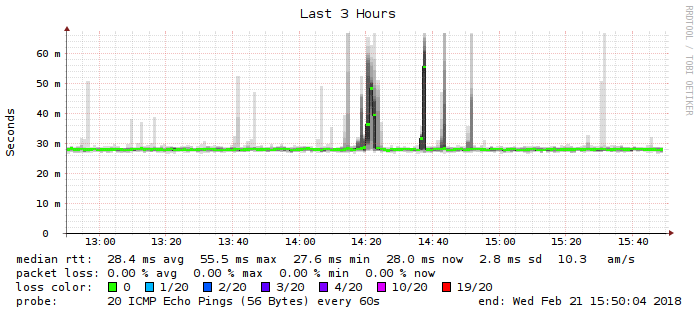 Last 3 Hours
RRDTOOL / TOBI OETIKER
Seconds
60 m
50 m
40 m
30 m
20 m
10 m
0
13:00 13:20 13:40 14:00 14:20 14:40 15:00 15:20 15:40
median rtt: 28.4 ms avg 55.5 ms max 27.6 ms min 28.0 ms now 2.8 ms sd 10.3 am/s
packet loss: 0.00 % avg 0.00 % max 0.00 % min 0.00 % now
loss color: 0 1/20 2/20 3/20 4/20 10/20 19/20
probe: 20 ICMP Echo Pings (56 Bytes) every 60s end: Wed Feb 21 15:50:04 2018